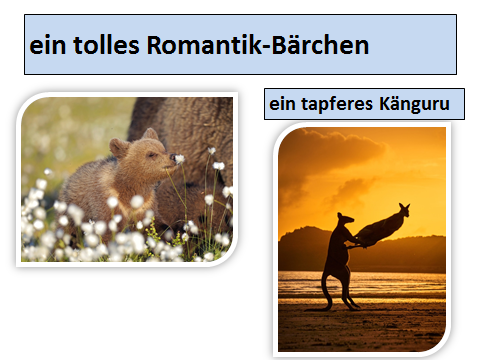 ein tolles Romantik-Bärchen
ein tapferes Känguru